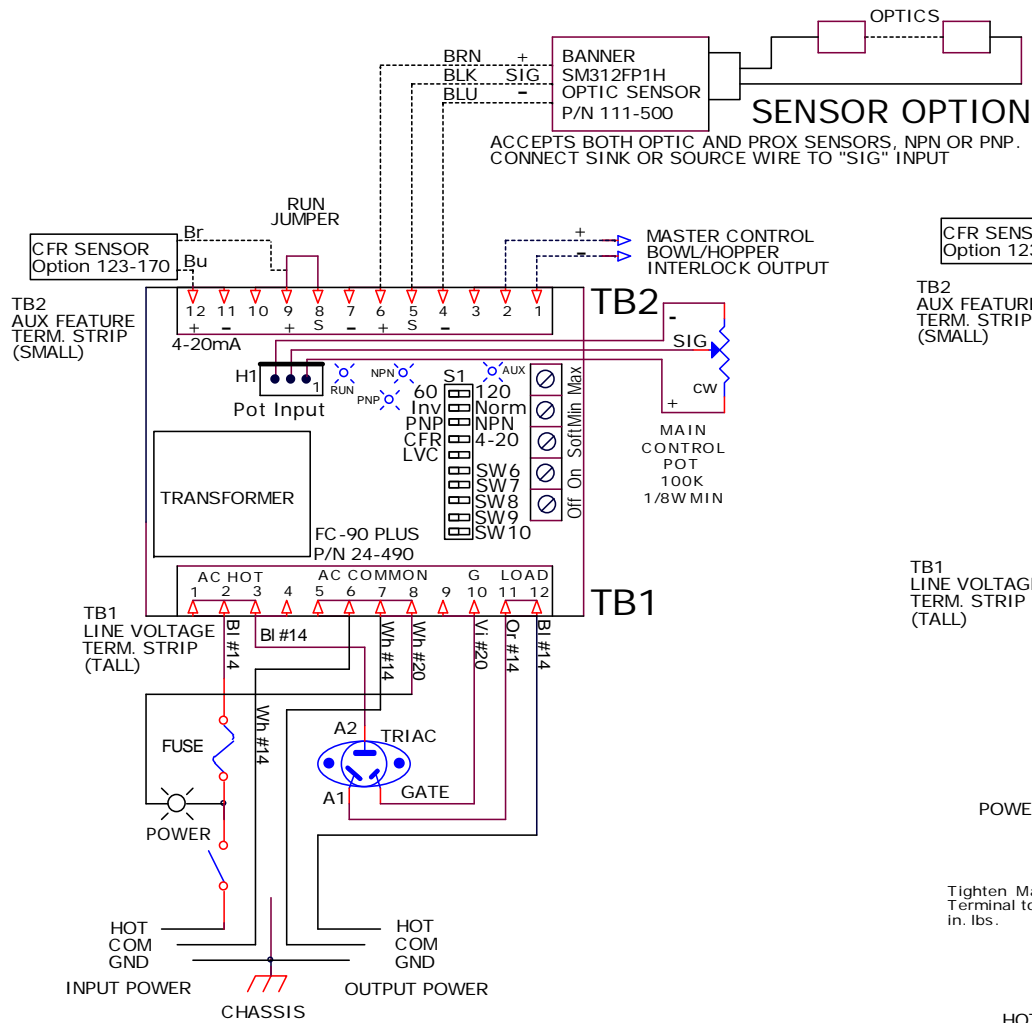 OPTICS
BRN +
BLK SIG
BLU -
BANNER
SM312FP1H
OPTIC SENSOR
P/N 111-500
SENSOR OPTION
ACCEPTS BOTH OPTIC AND PROX SENSORS, NPN OR PNP.
CONNECT SINK OR SOURCE WIRE TO "SIG" INPUT
RUN
JUMPER
CFR SENSOR
Option 123-170
Br
Bu
+
-
MASTER CONTROL
BOWL/HOPPER
INTERLOCK OUTPUT
CFR SENS
Option 12
TB2
AUX FEATURE
TERM. STRIP
(SMALL)
12 11 10 9 8 7 6 5 4 3 2 1
+ - + S - + S -
4-20mA
TB2
TB2
AUX FEATURE
TERM. STRIP
(SMALL)
H1
1
Pot Input
RUN
NPN
PNP
AUX
S1
60 120
Inv Norm
PNP NPN
CFR 4-20
LVC
SW6
SW7
SW8
SW9
SW10
Off On Soft Min Max
-
SIG
CW
+
MAIN
CONTROL
POT
100K
1/8W MIN
TRANSFORMER
FC-90 PLUS
P/N 24-490
AC HOT AC COMMON G LOAD
1 2 3 4 5 6 7 8 9 10 11 12
TB1
TB1
LINE VOLTAGE
TERM. STRIP
(TALL)
TB1
LINE VOLTAGE
TERM. STRIP
(TALL)
Bl #14
Bl #14
Wh #14
Wh #14
Wh #20
Vi #20
Or #14
Bl #14
FUSE
A2
TRIAC
A1
GATE
POWER
POWE
Tighten Ma
Terminal to
in. lbs.
HOT
COM
GND
INPUT POWER
HOT
COM
GND
OUTPUT POWER
CHASSIS
HOT